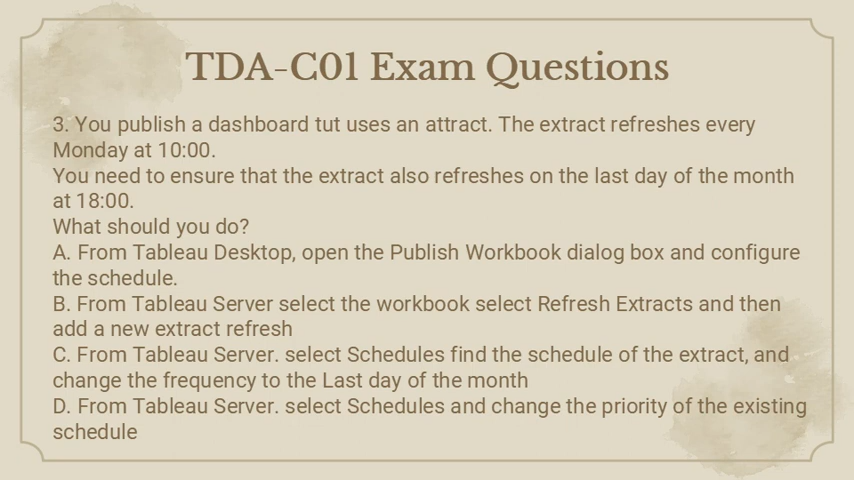 TDA-C01 Exam Questions
3. You publish a dashboard tut uses an attract. The extract refreshes every
Monday at 10:00.
You need to ensure that the extract also refreshes on the last day of the month
at 18:00.
What should you do?
A. From Tableau Desktop, open the Publish Workbook dialog box and configure
the schedule.
B. From Tableau Server select the workbook select Refresh Extracts and then
add a new extract refresh
C. From Tableau Server. select Schedules find the schedule of the extract, and
change the frequency to the Last day of the month
D. From Tableau Server. select Schedules and change the priority of the existing
schedule